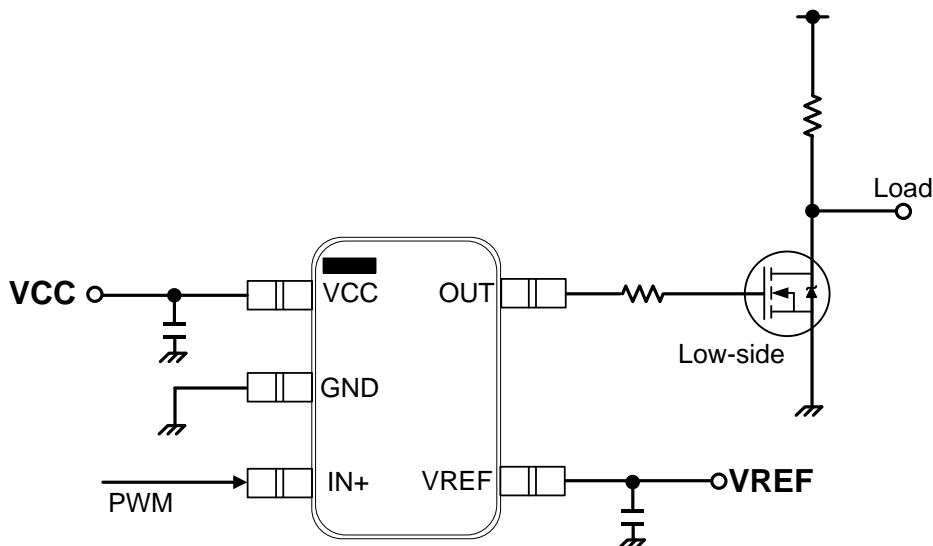 Load
VCC
VCC
OUT
Low-side
GND
IN+
VREF
VREF
PWM